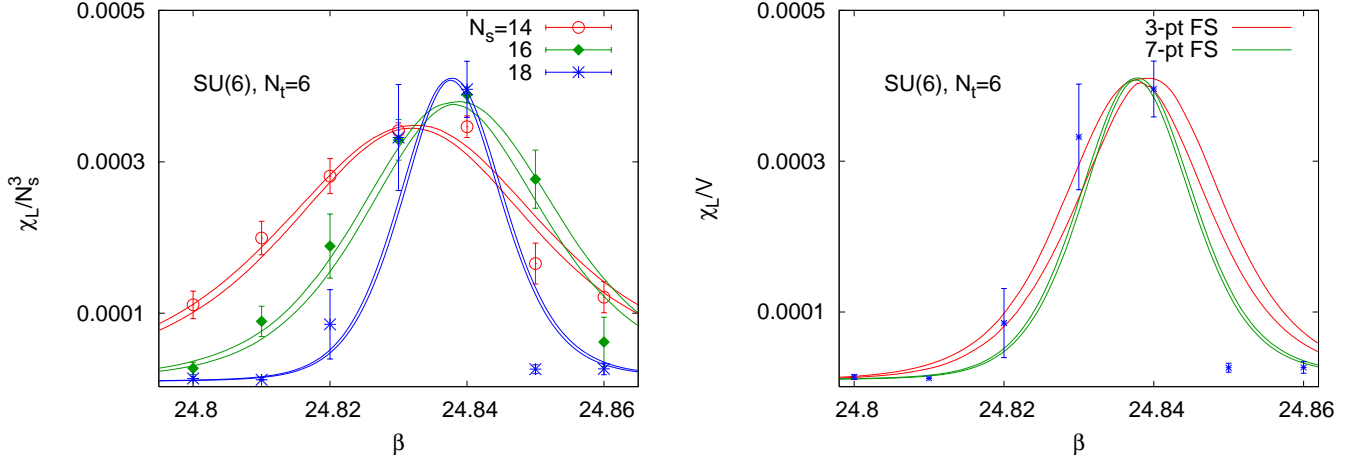 0.0005
0.0003
0.0001
χL/Ns3
Ns=14
16
18
SU(6), Nt=6
24.8 24.82 24.84 24.86
β
0.0005
0.0003
0.0001
χL/V
3-pt FS
7-pt FS
SU(6), Nt=6
24.8 24.82 24.84 24.86
β